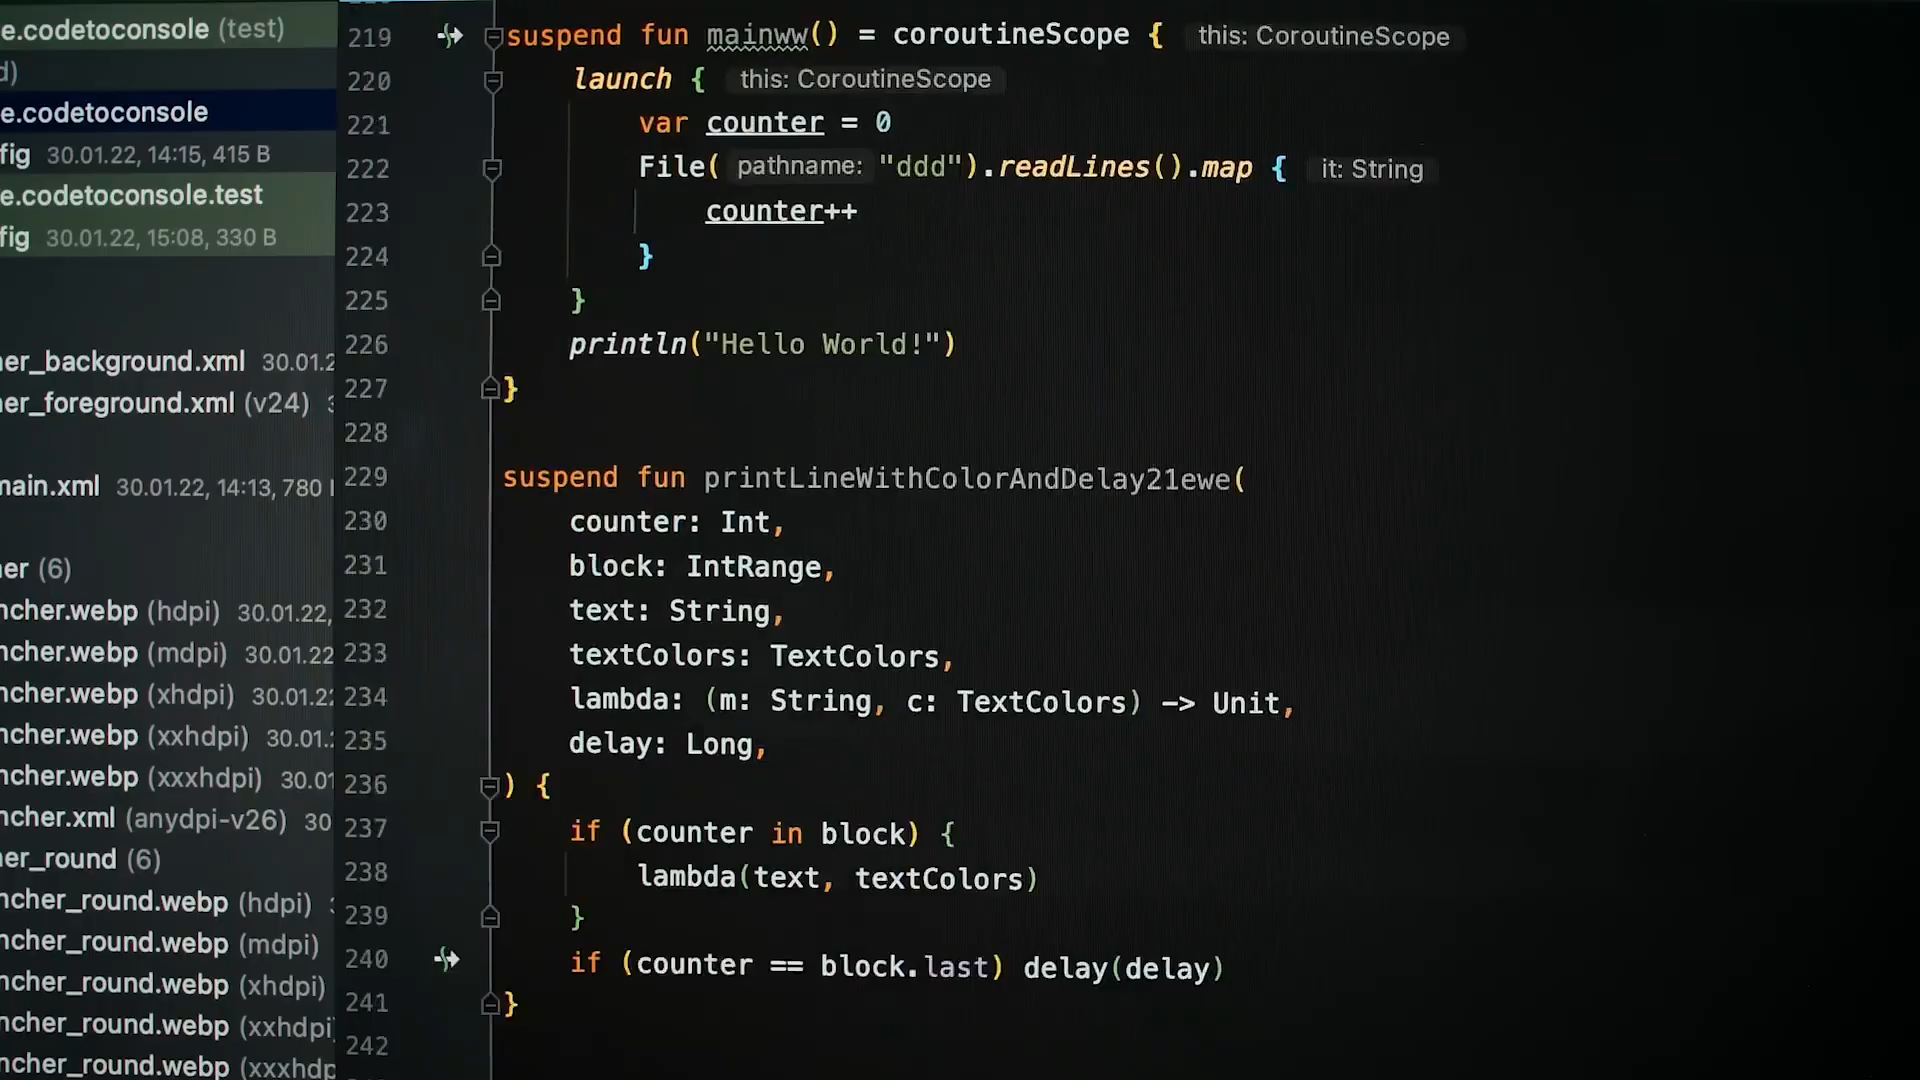 e.codetoconsole (test)
d)
e.codetoconsole
fig 30.01.22, 14:15, 415 B
e.codetoconsole.test
fig 30.01.22, 15:08, 330 B
er_background.xml 30.01.2
er_foreground.xml (v24)
main.xml 30.01.22, 14:13, 780
er (6)
ncher.webp (hdpi) 30.01.22,
ncher.webp (mdpi) 30.01.22
ncher.webp (xhdpi) 30.01.22
ncher.webp (xxhdpi) 30.01.
ncher.webp (xxxhdpi) 30.01
ncher.xml (anydpi-v26) 30
er_round (6)
ncher_round.webp (hdpi)
ncher_round.webp (mdpi)
ncher_round.webp (xhdpi)
ncher_round.webp (xxhdpi
ncher_round.webp (xxxhdp
219 suspend fun mainww() = coroutineScope { this: CoroutineScope
220 launch { this: CoroutineScope
221 var counter = 0
222 File( pathname: "ddd").readLines().map { it: String
223 counter++
224 }
225 }
226 println("Hello World!")
227 }
228
229 suspend fun printLineWithColorAndDelay21ewe(
230 counter: Int,
231 block: IntRange,
232 text: String,
233 textColors: TextColors,
234 lambda: (m: String, c: TextColors) -> Unit,
235 delay: Long,
236 ) {
237 if (counter in block) {
238 lambda(text, textColors)
239 }
240 if (counter == block.last) delay(delay)
241 }
242